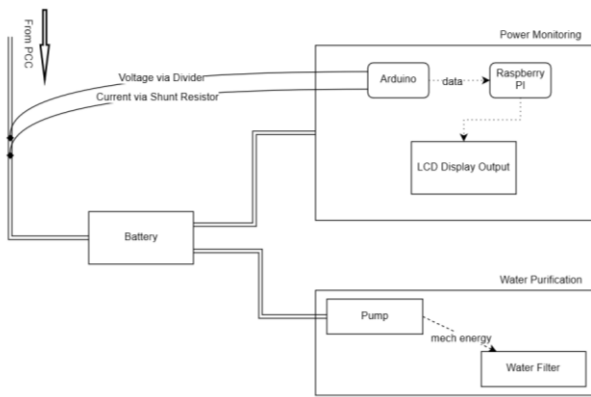 From PCC
Power Monitoring
Voltage via Divider
Arduino
data
Raspberry
PI
Current via Shunt Resistor
LCD Display Output
Battery
Water Purification
Pump
mech energy
Water Filter